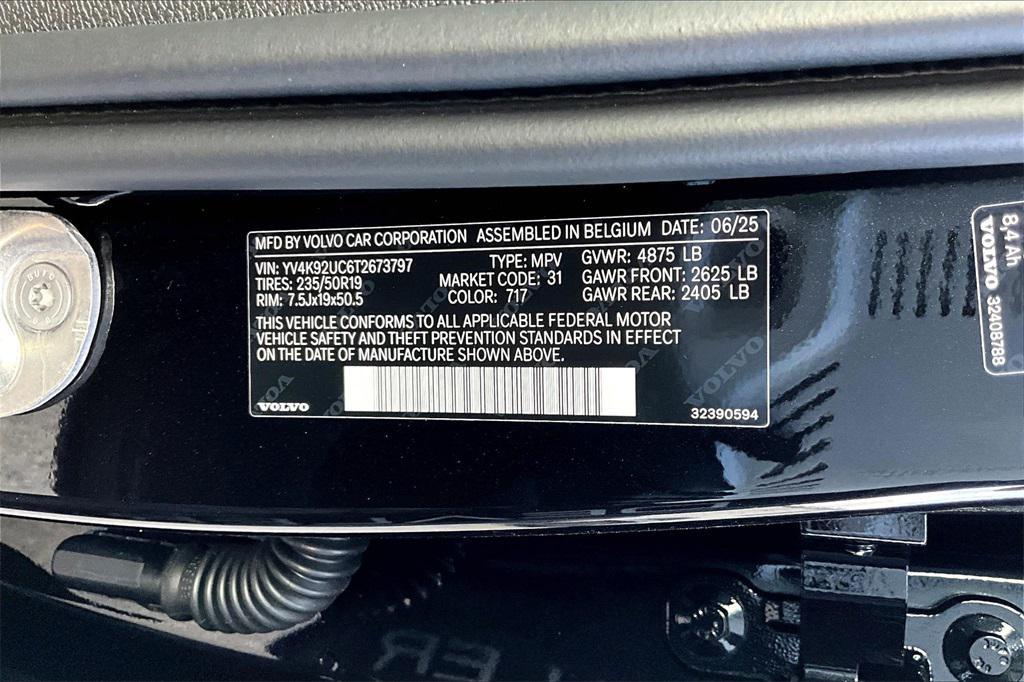 MFD BY VOLVO CAR CORPORATION ASSEMBLED IN BELGIUM DATE: 06/25
VIN: YV4K92UC6T2673797 TYPE: MPV GVWR: 4875 LB
TIRES: 235/50R19 MARKET CODE: 31 GAWR FRONT: 2625 LB
RIM: 7.5Jx19x50.5 COLOR: 717 GAWR REAR: 2405 LB
THIS VEHICLE CONFORMS TO ALL APPLICABLE FEDERAL MOTOR
VEHICLE SAFETY AND THEFT PREVENTION STANDARDS IN EFFECT
ON THE DATE OF MANUFACTURE SHOWN ABOVE.
VOLVO
32390594
8,4 Ah
VOLVO 32408788